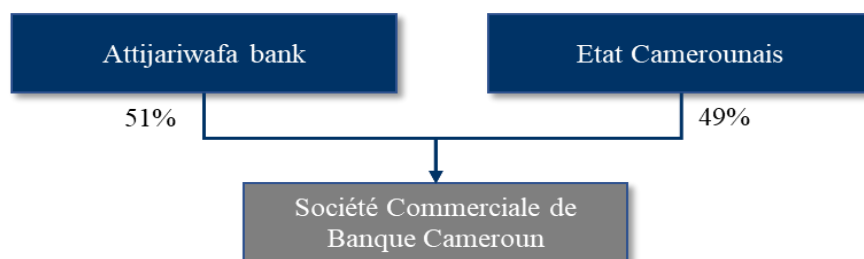 Attijariwafa bank
Etat Camerounais
51%
49%
Société Commerciale de
Banque Cameroun